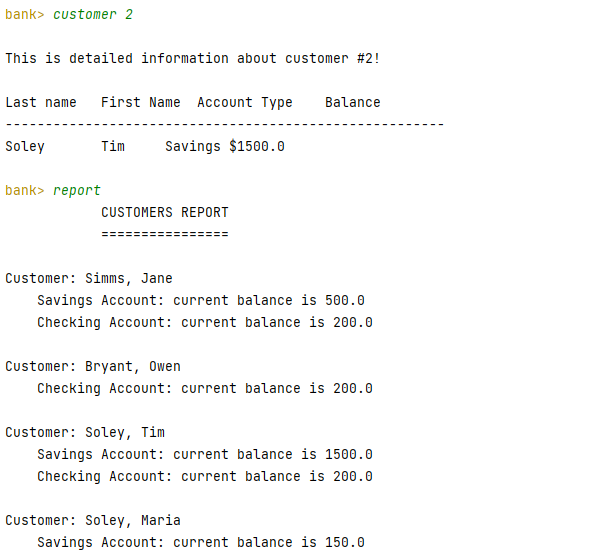 bank> customer 2
This is detailed information about customer #2!
Last name   First Name  Account Type    Balance
-------------------------------------------------------
Soley       Tim     Savings $1500.0
bank> report
            CUSTOMERS REPORT
            ================
Customer: Simms, Jane
    Savings Account: current balance is 500.0
    Checking Account: current balance is 200.0
Customer: Bryant, Owen
    Checking Account: current balance is 200.0
Customer: Soley, Tim
    Savings Account: current balance is 1500.0
    Checking Account: current balance is 200.0
Customer: Soley, Maria
    Savings Account: current balance is 150.0